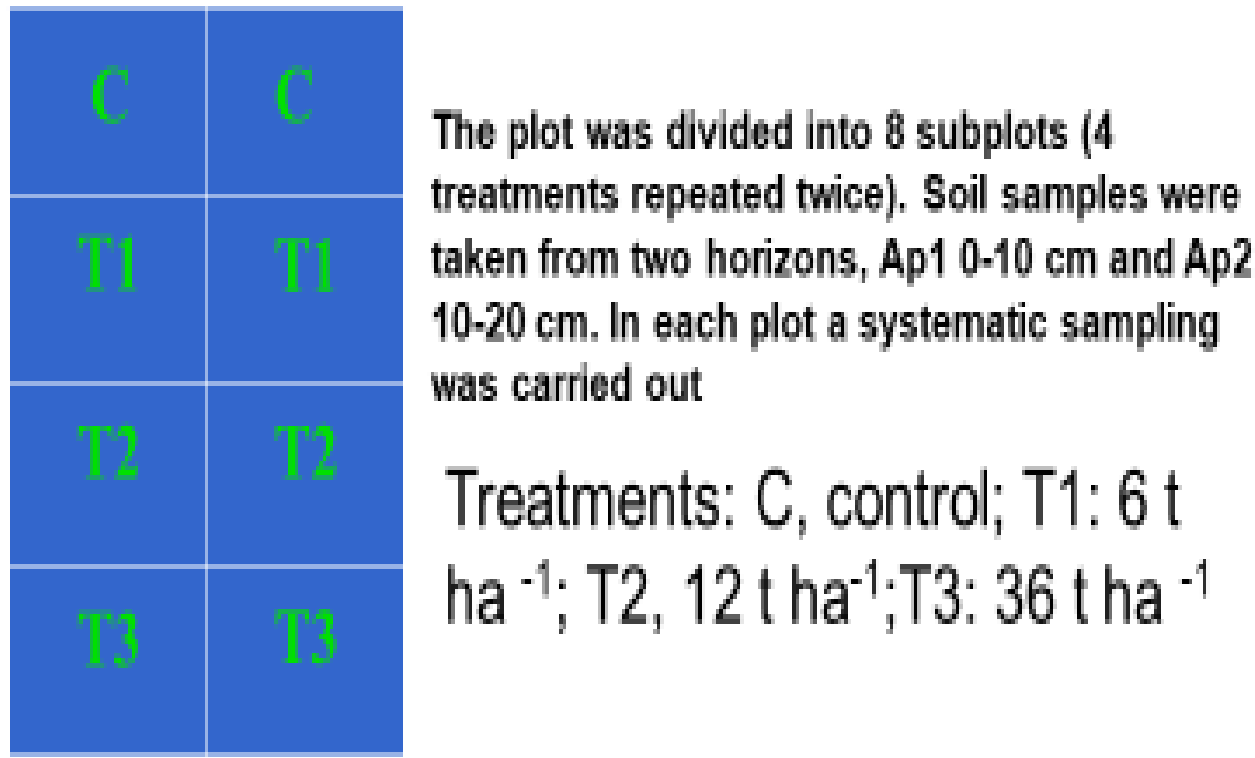 C C
T1 T1
T2 T2
T3 T3
The plot was divided into 8 subplots (4
treatments repeated twice). Soil samples were
taken from two horizons, Ap1 0-10 cm and Ap2
10-20 cm. In each plot a systematic sampling
was carried out
Treatments: C, control; T1: 6 t
ha ⁻¹; T2, 12 t ha⁻¹;T3: 36 t ha ⁻¹